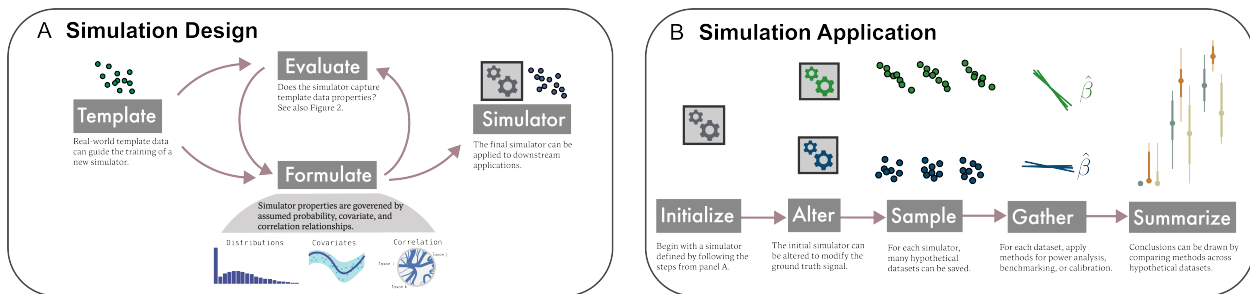 A Simulation Design
Template
Real-world template data
can guide the training of a
new simulator.
Evaluate
Does the simulator capture
template data properties?
See also Figure 2.
Formulate
Simulator properties are goverened by
assumed probability, covariate, and
correlation relationships.
Distributions
Covariates
Correlation
Simulator
The final simulator can be
applied to downstream
applications.
B Simulation Application
Initialize
Begin with a simulator
defined by following the
steps from panel A.
Alter
The initial simulator can
be altered to modify the
ground truth signal.
Sample
For each simulator,
many hypothetical
datasets can be saved.
β̂
β̂
Gather
For each dataset, apply
methods for power analysis,
benchmarking, or calibration.
Summarize
Conclusions can be drawn by
comparing methods across
hypothetical datasets.